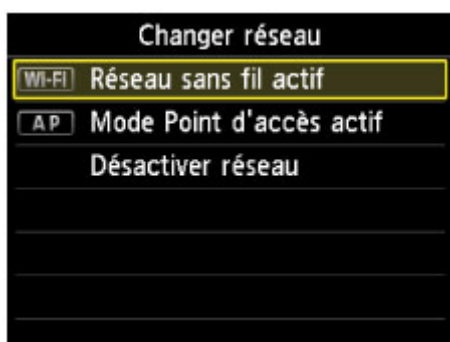 Changer réseau
WI-FI Réseau sans fil actif
AP Mode Point d'accès actif
Désactiver réseau